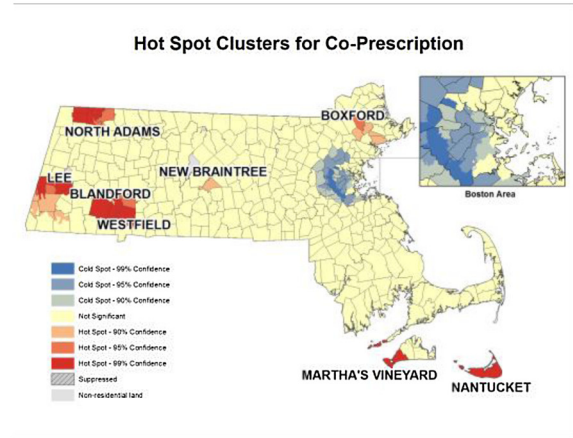 Hot Spot Clusters for Co-Prescription
BOXFORD
NORTH ADAMS
NEW BRAINTREE
LEE
BLANDFORD
WESTFIELD
Boston Area
Cold Spot - 99% Confidence
Cold Spot - 95% Confidence
Cold Spot - 90% Confidence
Not Significant
Hot Spot - 90% Confidence
Hot Spot - 95% Confidence
Hot Spot - 99% Confidence
Suppressed
Non-residential land
MARTHA'S VINEYARD
NANTUCKET